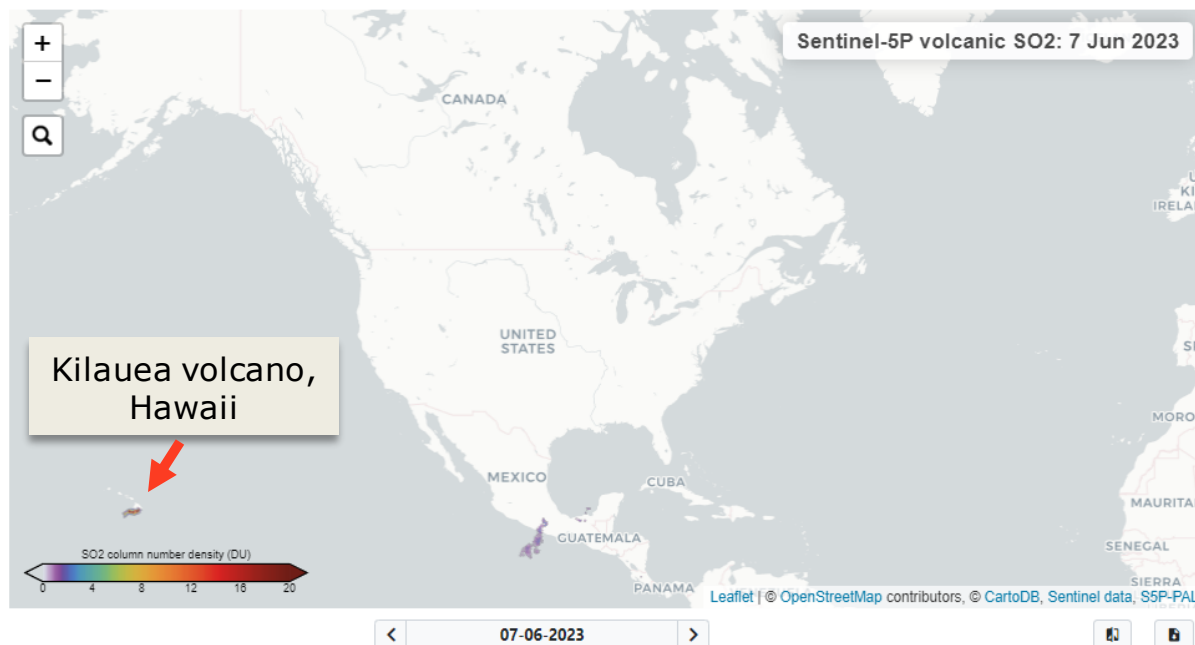 +
−
Sentinel-5P volcanic SO2: 7 Jun 2023
CANADA
UNITED
STATES
Kilauea volcano,
Hawaii
MEXICO
CUBA
GUATEMALA
PANAMA
MAURITA
SENEGAL
SIERRA
MORO
IRELA
SO2 column number density (DU)
0 4 8 12 16 20
Leaflet | © OpenStreetMap contributors, © CartoDB, Sentinel data, S5P-PAL
< 07-06-2023 >